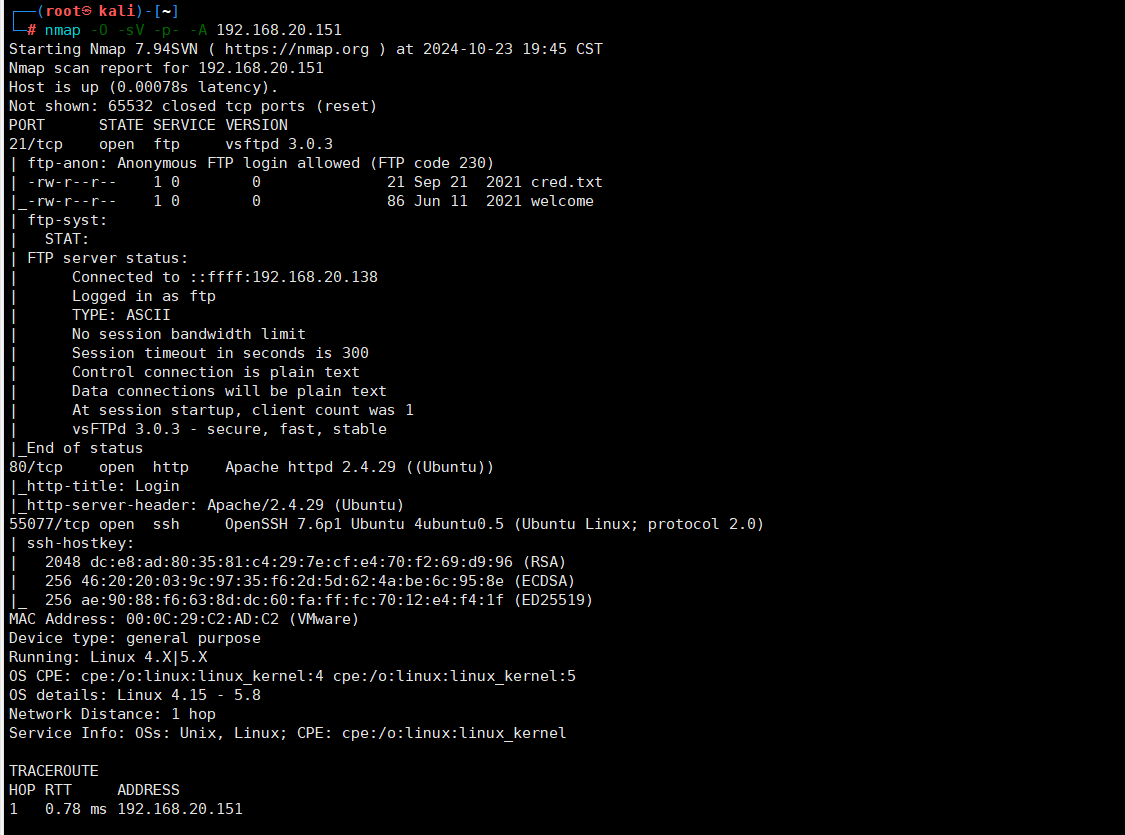 ┌──(root㉿ kali)-[~]
└─# nmap -O -sV -p- -A 192.168.20.151
Starting Nmap 7.94SVN ( https://nmap.org ) at 2024-10-23 19:45 CST
Nmap scan report for 192.168.20.151
Host is up (0.00078s latency).
Not shown: 65532 closed tcp ports (reset)
PORT      STATE SERVICE VERSION
21/tcp    open  ftp     vsftpd 3.0.3
| ftp-anon: Anonymous FTP login allowed (FTP code 230)
| -rw-r--r--    1 0        0              21 Sep 21  2021 cred.txt
|_-rw-r--r--    1 0        0              86 Jun 11  2021 welcome
| ftp-syst:
|   STAT:
| FTP server status:
|      Connected to ::ffff:192.168.20.138
|      Logged in as ftp
|      TYPE: ASCII
|      No session bandwidth limit
|      Session timeout in seconds is 300
|      Control connection is plain text
|      Data connections will be plain text
|      At session startup, client count was 1
|      vsFTPd 3.0.3 - secure, fast, stable
|_End of status
80/tcp    open  http    Apache httpd 2.4.29 ((Ubuntu))
|_http-title: Login
|_http-server-header: Apache/2.4.29 (Ubuntu)
55077/tcp open  ssh     OpenSSH 7.6p1 Ubuntu 4ubuntu0.5 (Ubuntu Linux; protocol 2.0)
| ssh-hostkey:
|   2048 dc:e8:ad:80:35:81:c4:29:7e:cf:e4:70:f2:69:d9:96 (RSA)
|   256 46:20:20:03:9c:97:35:f6:2d:5d:62:4a:be:6c:95:8e (ECDSA)
|_  256 ae:90:88:f6:63:8d:dc:60:fa:ff:fc:70:12:e4:f4:1f (ED25519)
MAC Address: 00:0C:29:C2:AD:C2 (VMware)
Device type: general purpose
Running: Linux 4.X|5.X
OS CPE: cpe:/o:linux:linux_kernel:4 cpe:/o:linux:linux_kernel:5
OS details: Linux 4.15 - 5.8
Network Distance: 1 hop
Service Info: OSs: Unix, Linux; CPE: cpe:/o:linux:linux_kernel

TRACEROUTE
HOP RTT     ADDRESS
1   0.78 ms 192.168.20.151